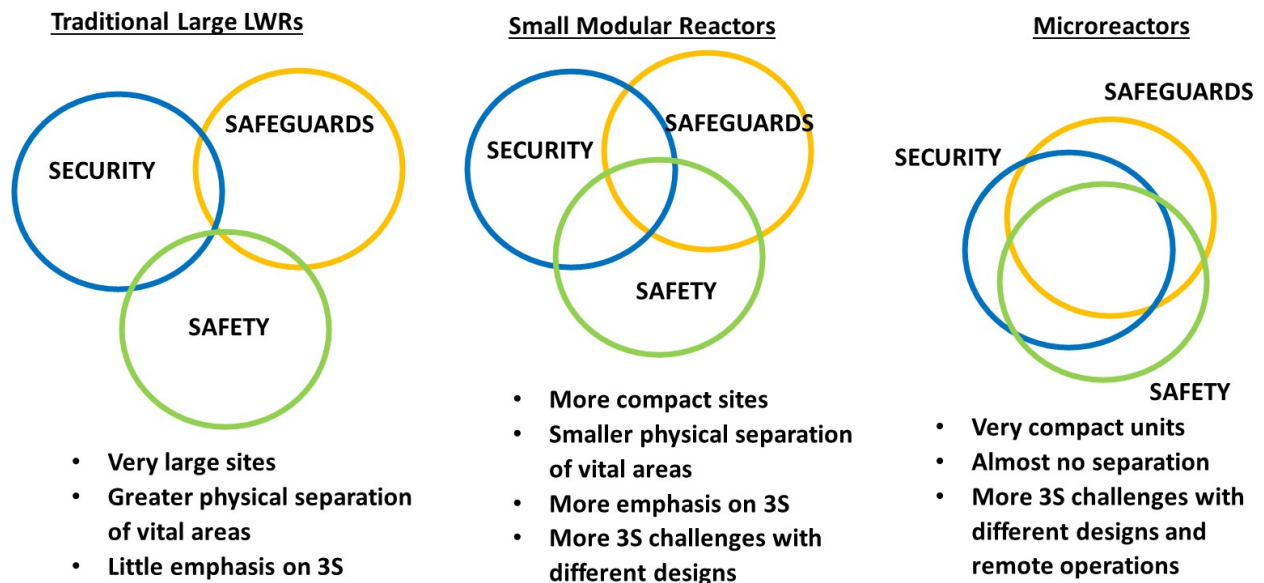 Traditional Large LWRs
SECURITY
SAFEGUARDS
SAFETY
• Very large sites
• Greater physical separation
of vital areas
• Little emphasis on 3S
Small Modular Reactors
SECURITY
SAFEGUARDS
SAFETY
• More compact sites
• Smaller physical separation
of vital areas
• More emphasis on 3S
• More 3S challenges with
different designs
Microreactors
SAFEGUARDS
SECURITY
SAFETY
• Very compact units
• Almost no separation
• More 3S challenges with
different designs and
remote operations